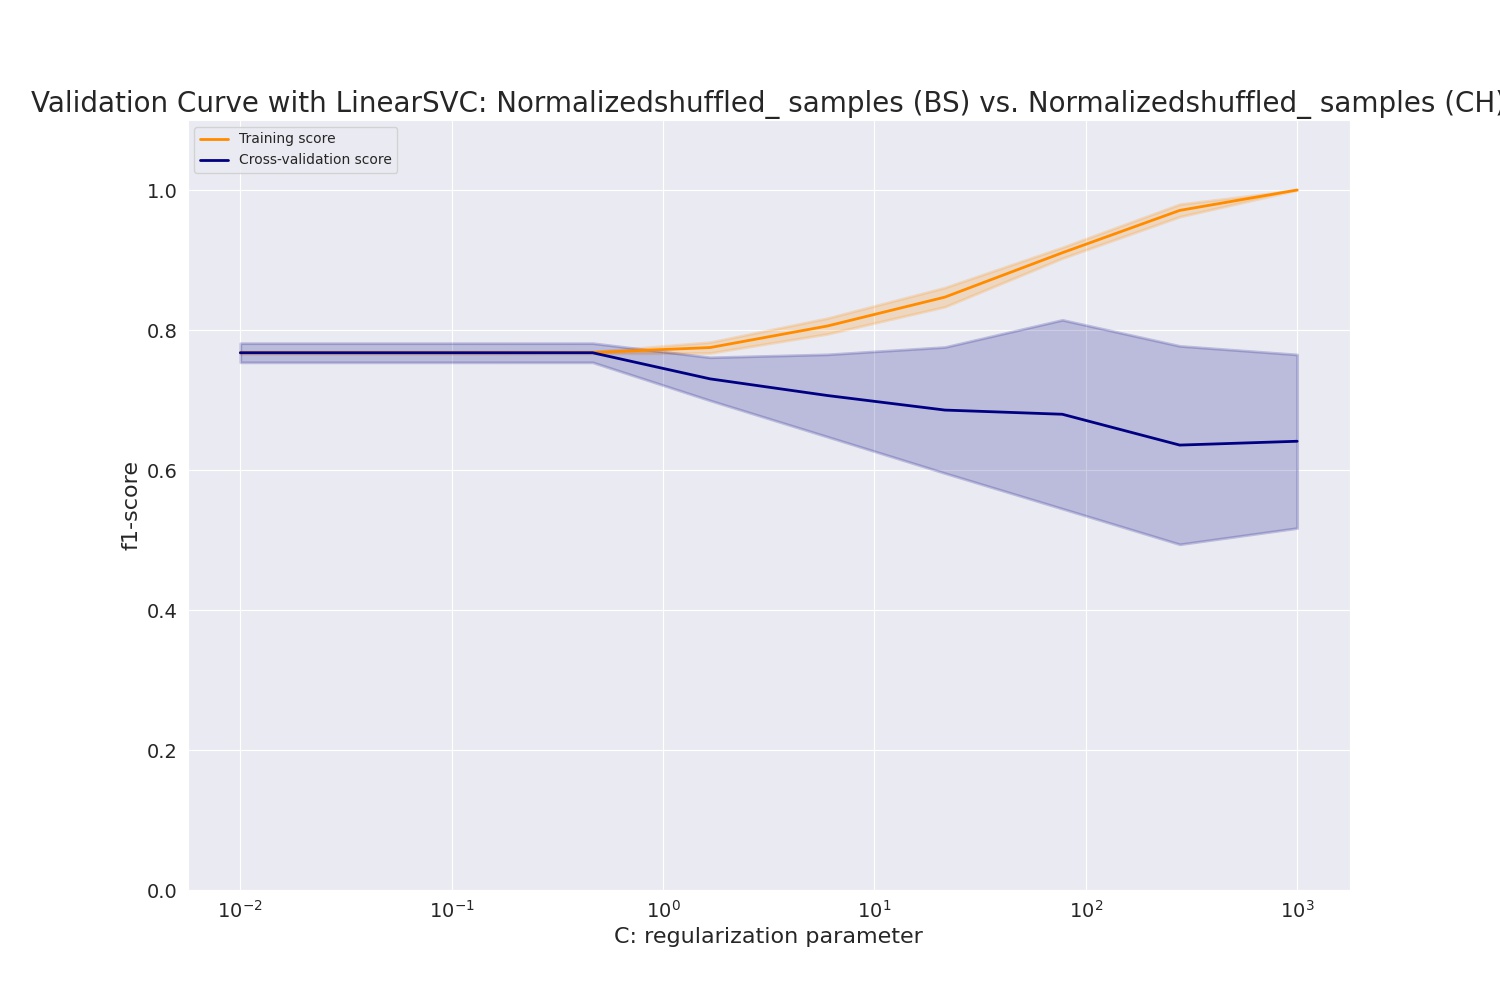 Validation Curve with LinearSVC: Normalizedshuffled_ samples (BS) vs. Normalizedshuffled_ samples (CH)
Training score
Cross-validation score
1.0
0.8
0.6
0.4
0.2
0.0
f1-score
10⁻² 10⁻¹ 10⁰ 10¹ 10² 10³
C: regularization parameter